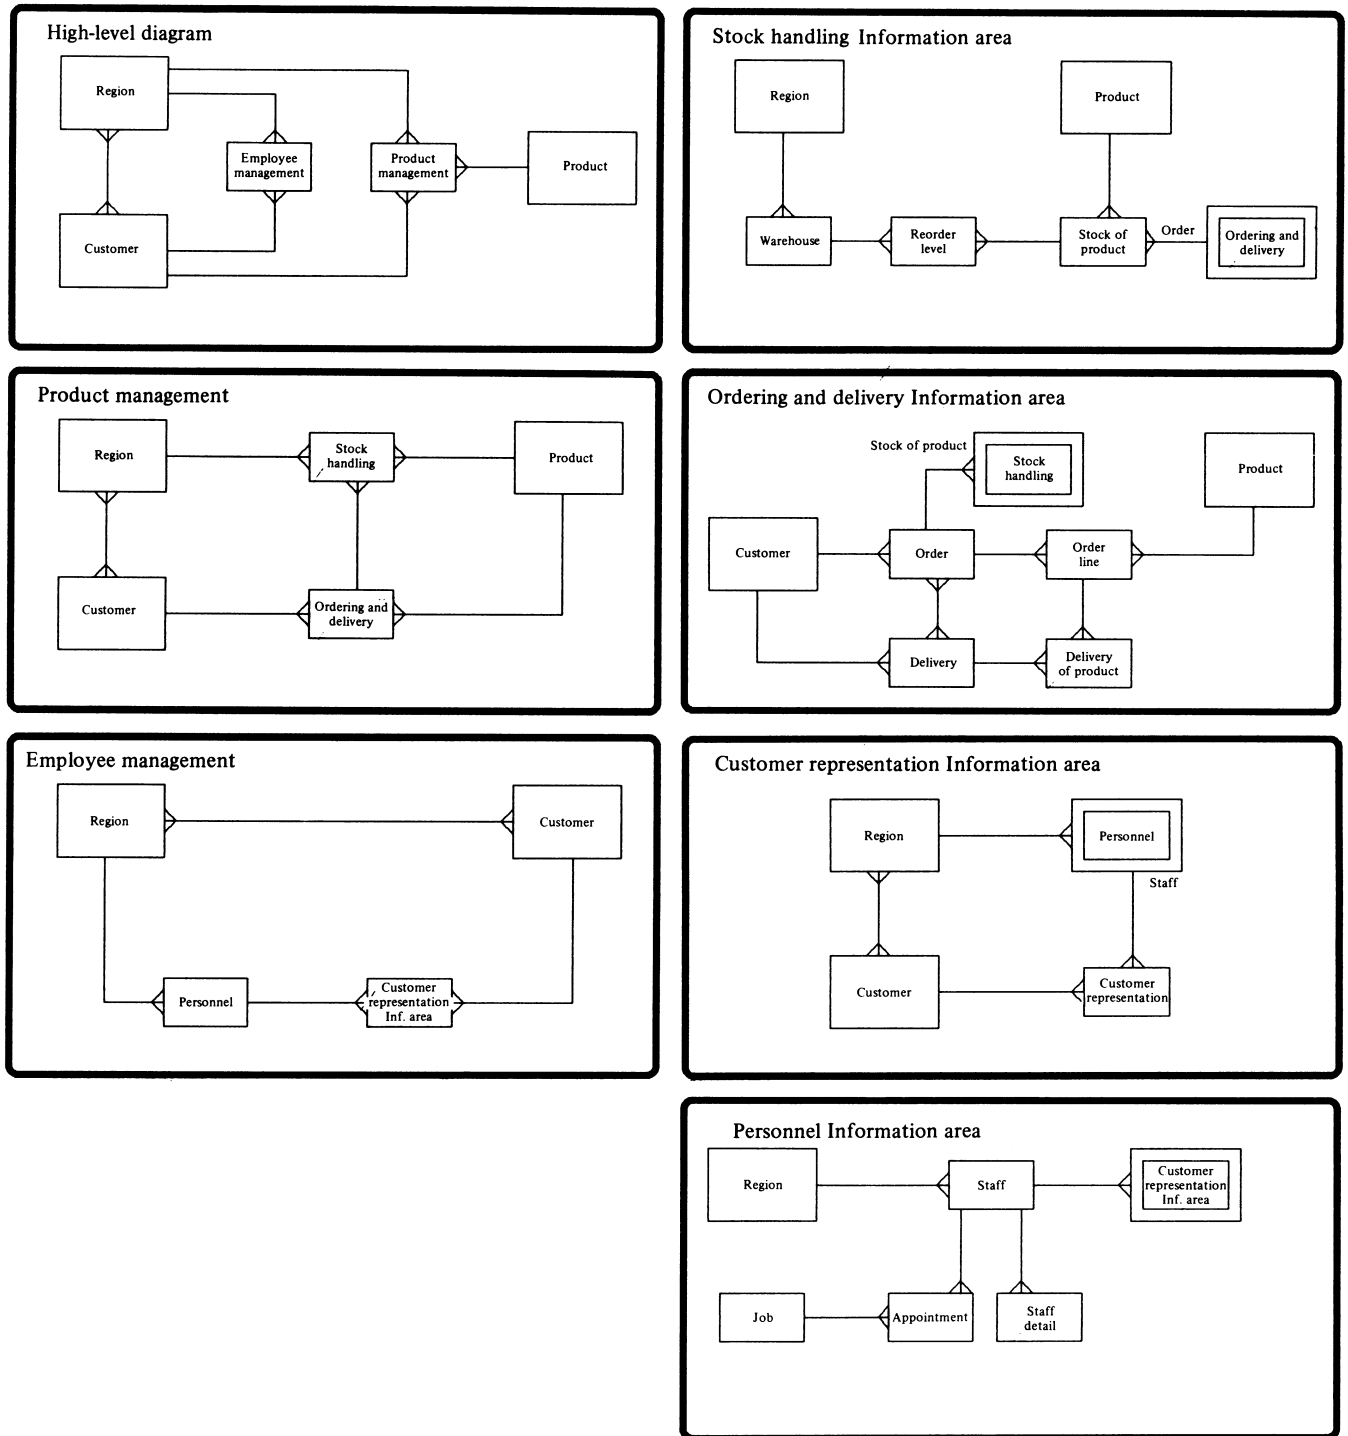 High-level diagram
Region
Employee
management
Product
management
Product
Customer
Stock handling Information area
Region
Product
Warehouse
Reorder
level
Stock of
product
Order
Ordering and
delivery
Product management
Region
Stock
handling
Product
Customer
Ordering and
delivery
Ordering and delivery Information area
Stock of product
Stock
handling
Product
Customer
Order
Order
line
Delivery
Delivery
of product
Employee management
Region
Customer
Personnel
Customer
representation
Inf. area
Customer representation Information area
Region
Personnel
Staff
Customer
Customer
representation
Personnel Information area
Region
Staff
Customer
representation
Inf. area
Job
Appointment
Staff
detail